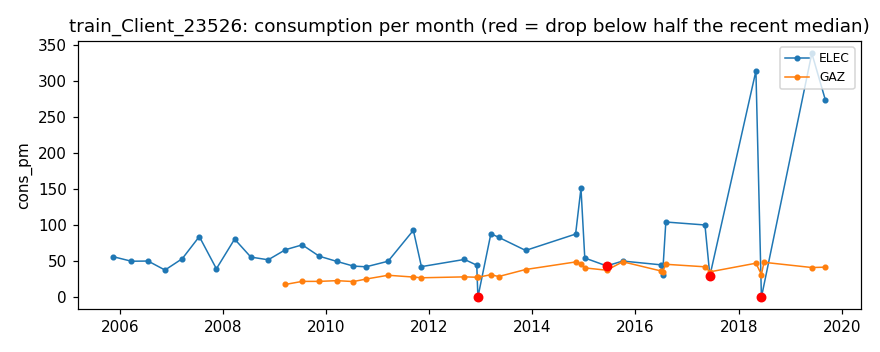 train_Client_23526: consumption per month (red = drop below half the recent median)
cons_pm
350
300
250
200
150
100
50
0
2006 2008 2010 2012 2014 2016 2018 2020
ELEC
GAZ